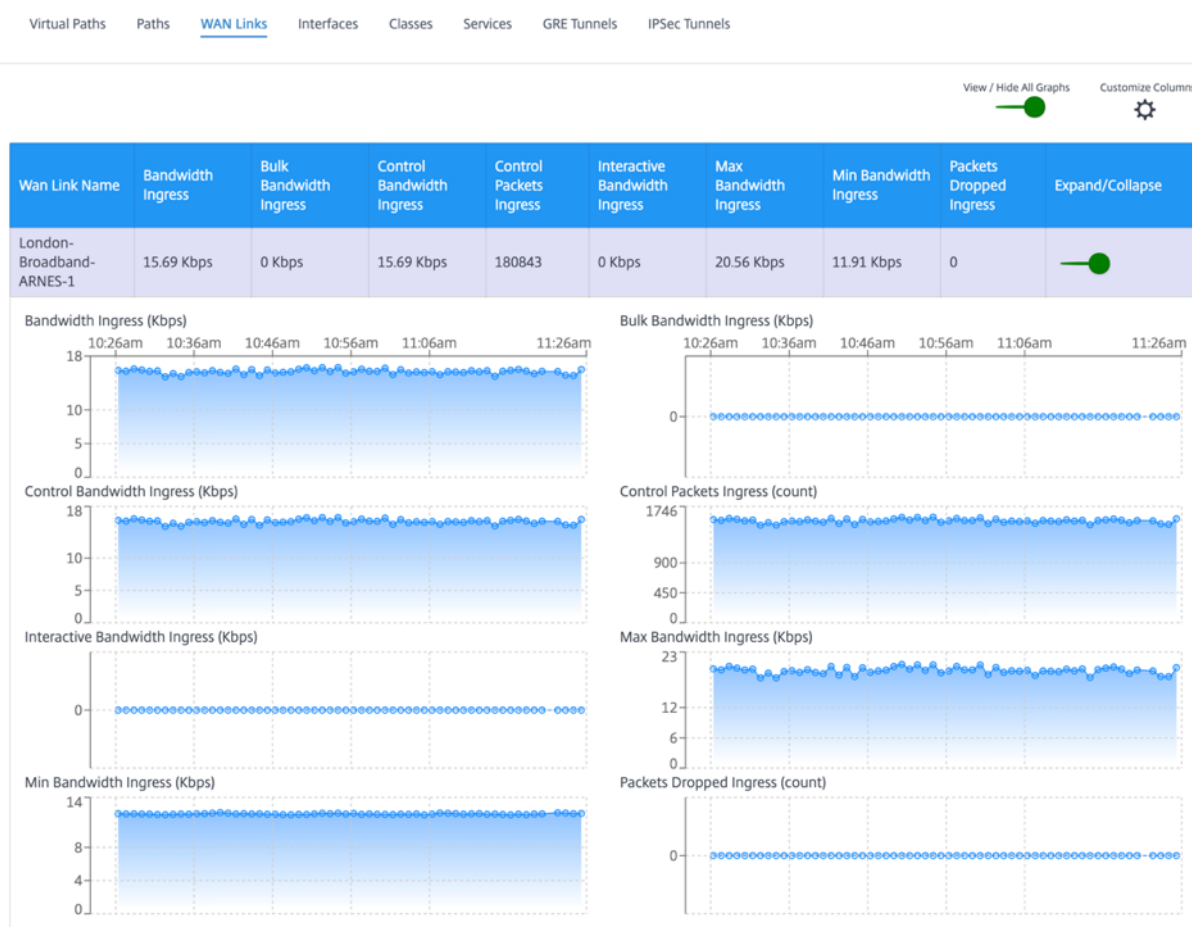 Virtual Paths Paths WAN Links Interfaces Classes Services GRE Tunnels IPSec Tunnels
View / Hide All Graphs Customize Columns
Wan Link Name
Bandwidth
Ingress
Bulk
Bandwidth
Ingress
Control
Bandwidth
Ingress
Control
Packets
Ingress
Interactive
Bandwidth
Ingress
Max
Bandwidth
Ingress
Min Bandwidth
Ingress
Packets
Dropped
Ingress
Expand/Collapse
London-
Broadband-
ARNES-1
15.69 Kbps 0 Kbps 15.69 Kbps 180843 0 Kbps 20.56 Kbps 11.91 Kbps 0
Bandwidth Ingress (Kbps)
10:26am 10:36am 10:46am 10:56am 11:06am 11:26am
18
10
5
0
Bulk Bandwidth Ingress (Kbps)
10:26am 10:36am 10:46am 10:56am 11:06am 11:26am
0
Control Bandwidth Ingress (Kbps)
18
10
5
0
Control Packets Ingress (count)
1746
900
450
0
Interactive Bandwidth Ingress (Kbps)
0
Max Bandwidth Ingress (Kbps)
23
12
6
0
Min Bandwidth Ingress (Kbps)
14
8
4
0
Packets Dropped Ingress (count)
0